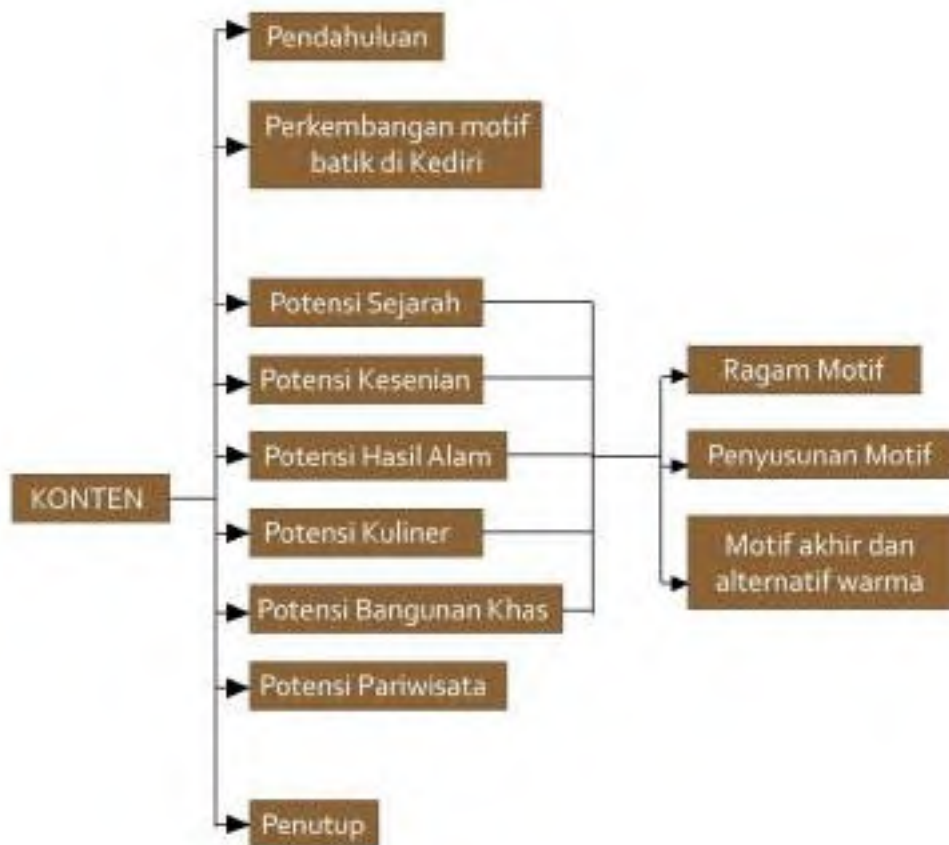 Pendahuluan
Perkembangan motif
batik di Kediri
Potensi Sejarah
Potensi Kesenian
Potensi Hasil Alam
KONTEN
Potensi Kuliner
Potensi Bangunan Khas
Potensi Pariwisata
Penutup
Ragam Motif
Penyusunan Motif
Motif akhir dan
alternatif warma